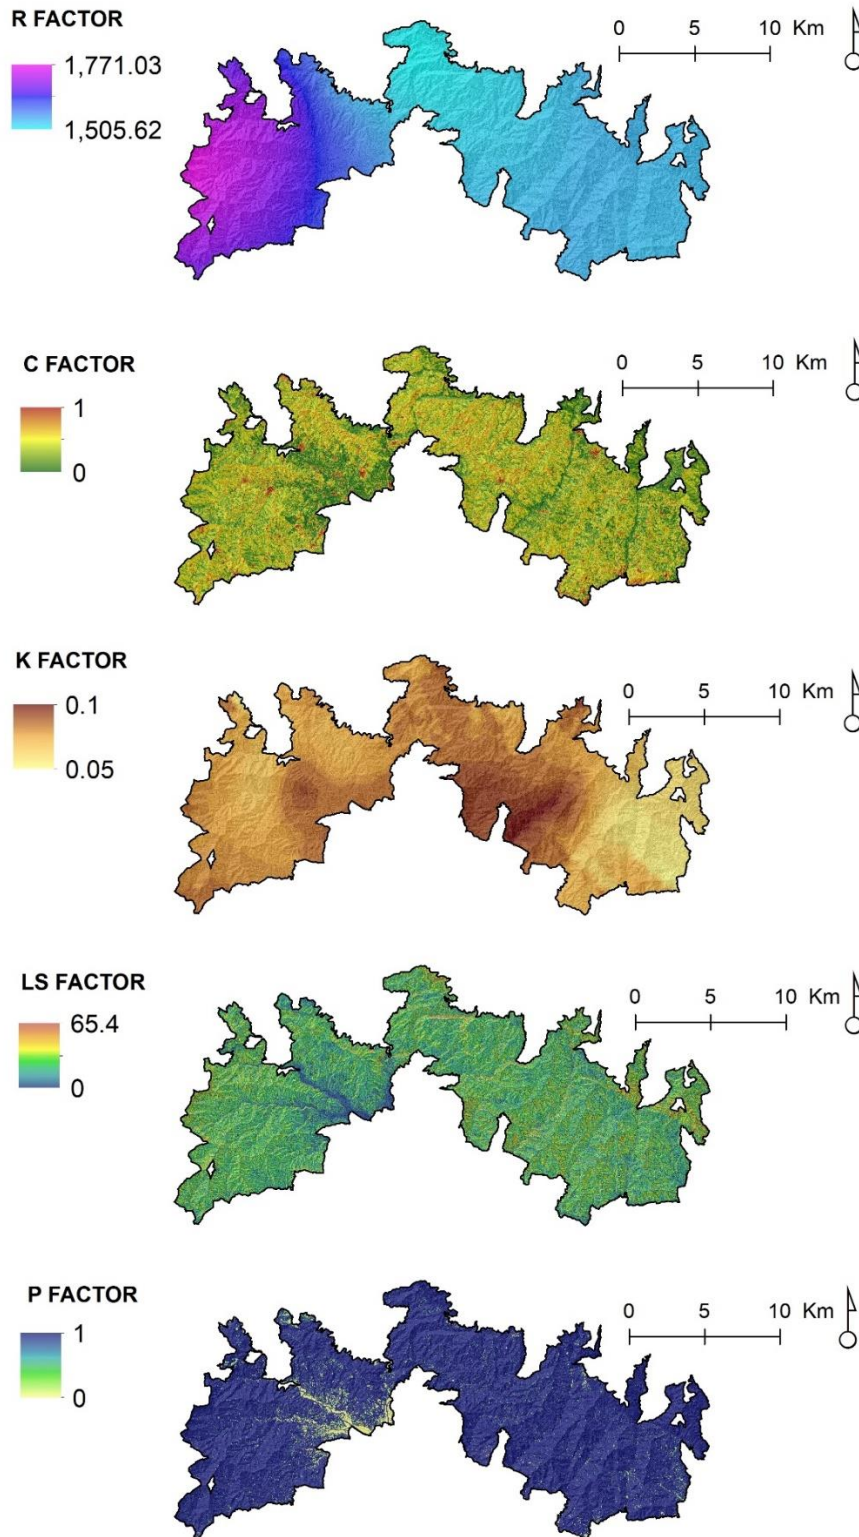 R FACTOR
1,771.03
1,505.62
0 5 10 Km
C FACTOR
1
0
0 5 10 Km
K FACTOR
0.1
0.05
0 5 10 Km
LS FACTOR
65.4
0
0 5 10 Km
P FACTOR
1
0
0 5 10 Km